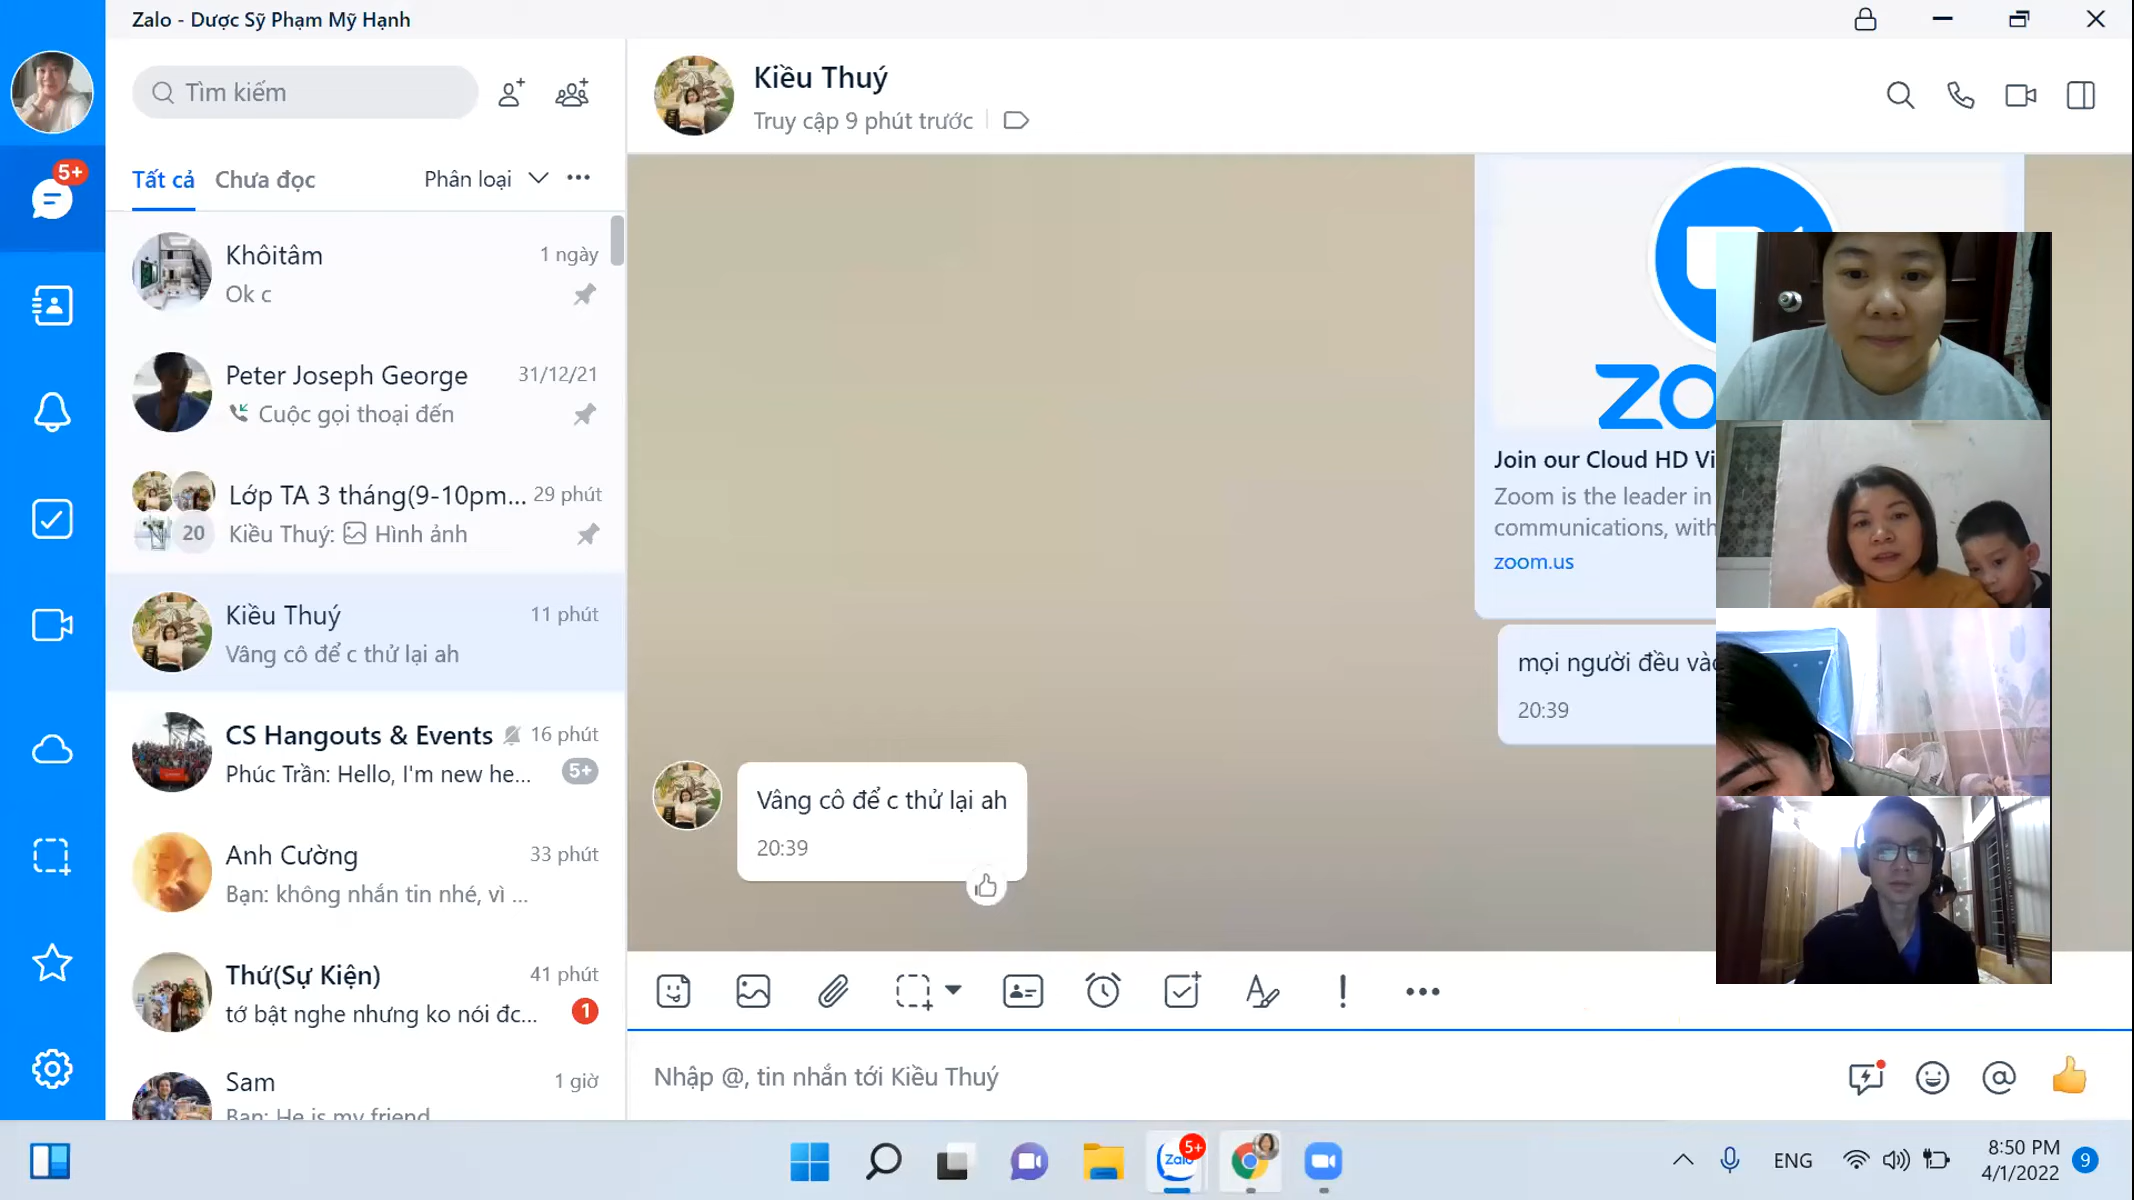 Zalo - Dược Sỹ Phạm Mỹ Hạnh
5+
Tìm kiếm
Tất cả
Chưa đọc
Phân loại
Khôitâm
1 ngày
Ok c
Peter Joseph George
31/12/21
Cuộc gọi thoại đến
Lớp TA 3 tháng(9-10pm...
29 phút
20
Kiều Thuý: Hình ảnh
Kiều Thuý
11 phút
Vâng cô để c thử lại ah
CS Hangouts & Events
16 phút
Phúc Trần: Hello, I'm new he...
5+
Anh Cường
33 phút
Bạn: không nhắn tin nhé, vì ...
Thứ(Sự Kiện)
41 phút
tớ bật nghe nhưng ko nói đc...
1
Sam
1 giờ
Bạn: He is my friend
Kiều Thuý
Truy cập 9 phút trước
Join our Cloud HD Vi
Zoom is the leader in
communications, with
zoom.us
mọi người đều vào
20:39
Vâng cô để c thử lại ah
20:39
Nhập @, tin nhắn tới Kiều Thuý
Zalo
5+
ENG
8:50 PM
4/1/2022
9